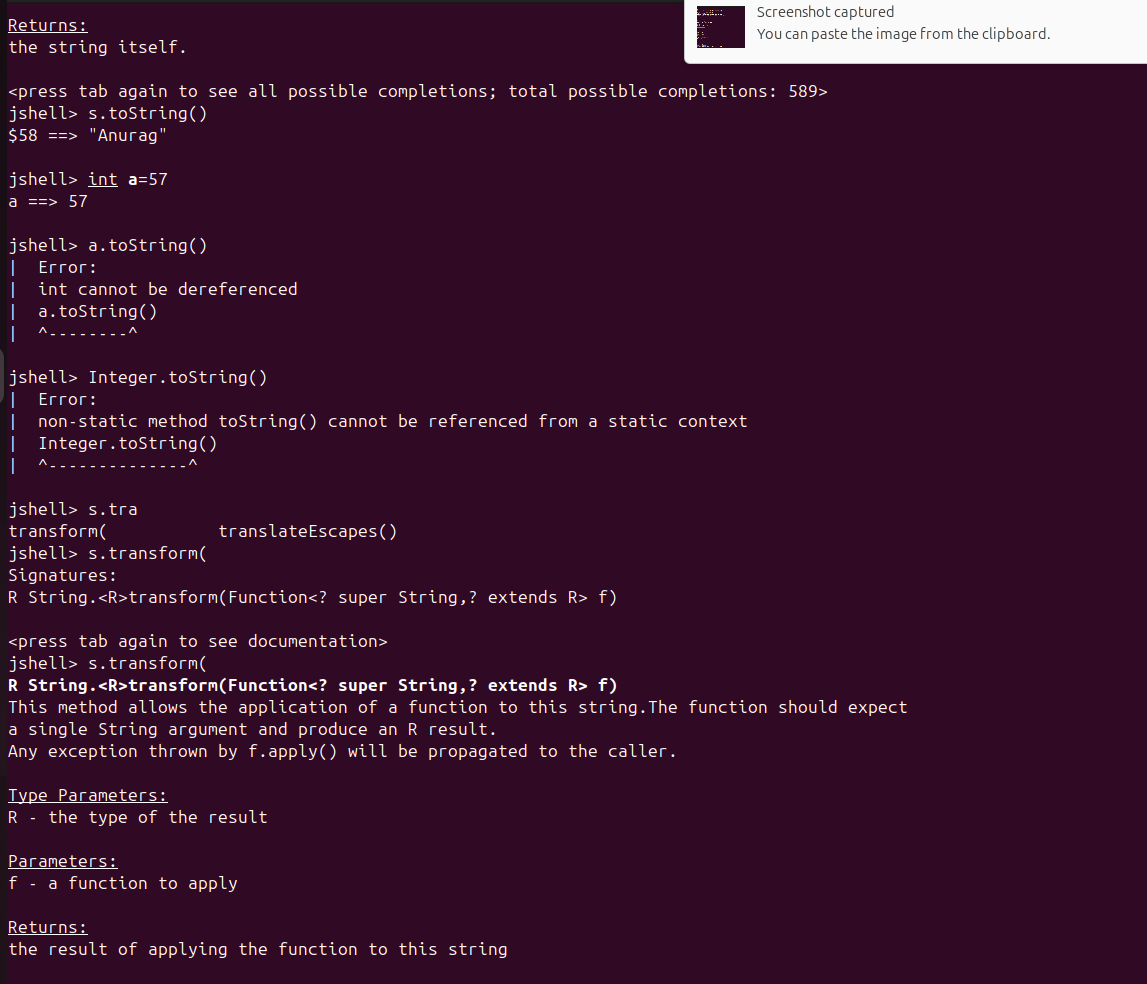 Returns:
the string itself.
Screenshot captured
You can paste the image from the clipboard.
<press tab again to see all possible completions; total possible completions: 589>
jshell> s.toString()
$58 ==> "Anurag"
jshell> int a=57
a ==> 57
jshell> a.toString()
|  Error:
|  int cannot be dereferenced
|  a.toString()
|  ^--------^
jshell> Integer.toString()
|  Error:
|  non-static method toString() cannot be referenced from a static context
|  Integer.toString()
|  ^--------------^
jshell> s.tra
transform(           translateEscapes()
jshell> s.transform(
Signatures:
R String.<R>transform(Function<? super String,? extends R> f)
<press tab again to see documentation>
jshell> s.transform(
R String.<R>transform(Function<? super String,? extends R> f)
This method allows the application of a function to this string.The function should expect
a single String argument and produce an R result.
Any exception thrown by f.apply() will be propagated to the caller.
Type Parameters:
R - the type of the result
Parameters:
f - a function to apply
Returns:
the result of applying the function to this string